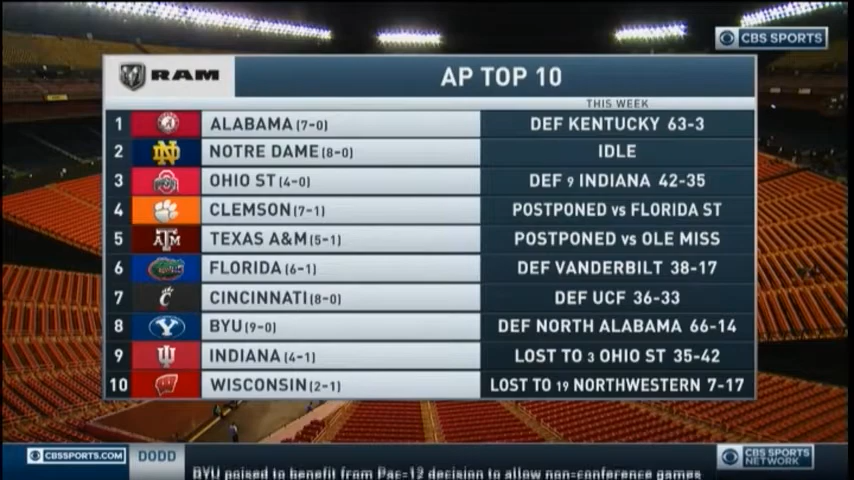 CBS SPORTS
RAM
AP TOP 10
THIS WEEK
1 ALABAMA (7-0) DEF KENTUCKY 63-3
2 NOTRE DAME (8-0) IDLE
3 OHIO ST (4-0) DEF 9 INDIANA 42-35
4 CLEMSON (7-1) POSTPONED vs FLORIDA ST
5 TEXAS A&M (5-1) POSTPONED vs OLE MISS
6 FLORIDA (6-1) DEF VANDERBILT 38-17
7 CINCINNATI (8-0) DEF UCF 36-33
8 BYU (9-0) DEF NORTH ALABAMA 66-14
9 INDIANA (4-1) LOST TO 3 OHIO ST 35-42
10 WISCONSIN (2-1) LOST TO 19 NORTHWESTERN 7-17
CBSSPORTS.COM DODD
BYU poised to benefit from Pac-12 decision to allow non-conference games
CBS SPORTS
NETWORK